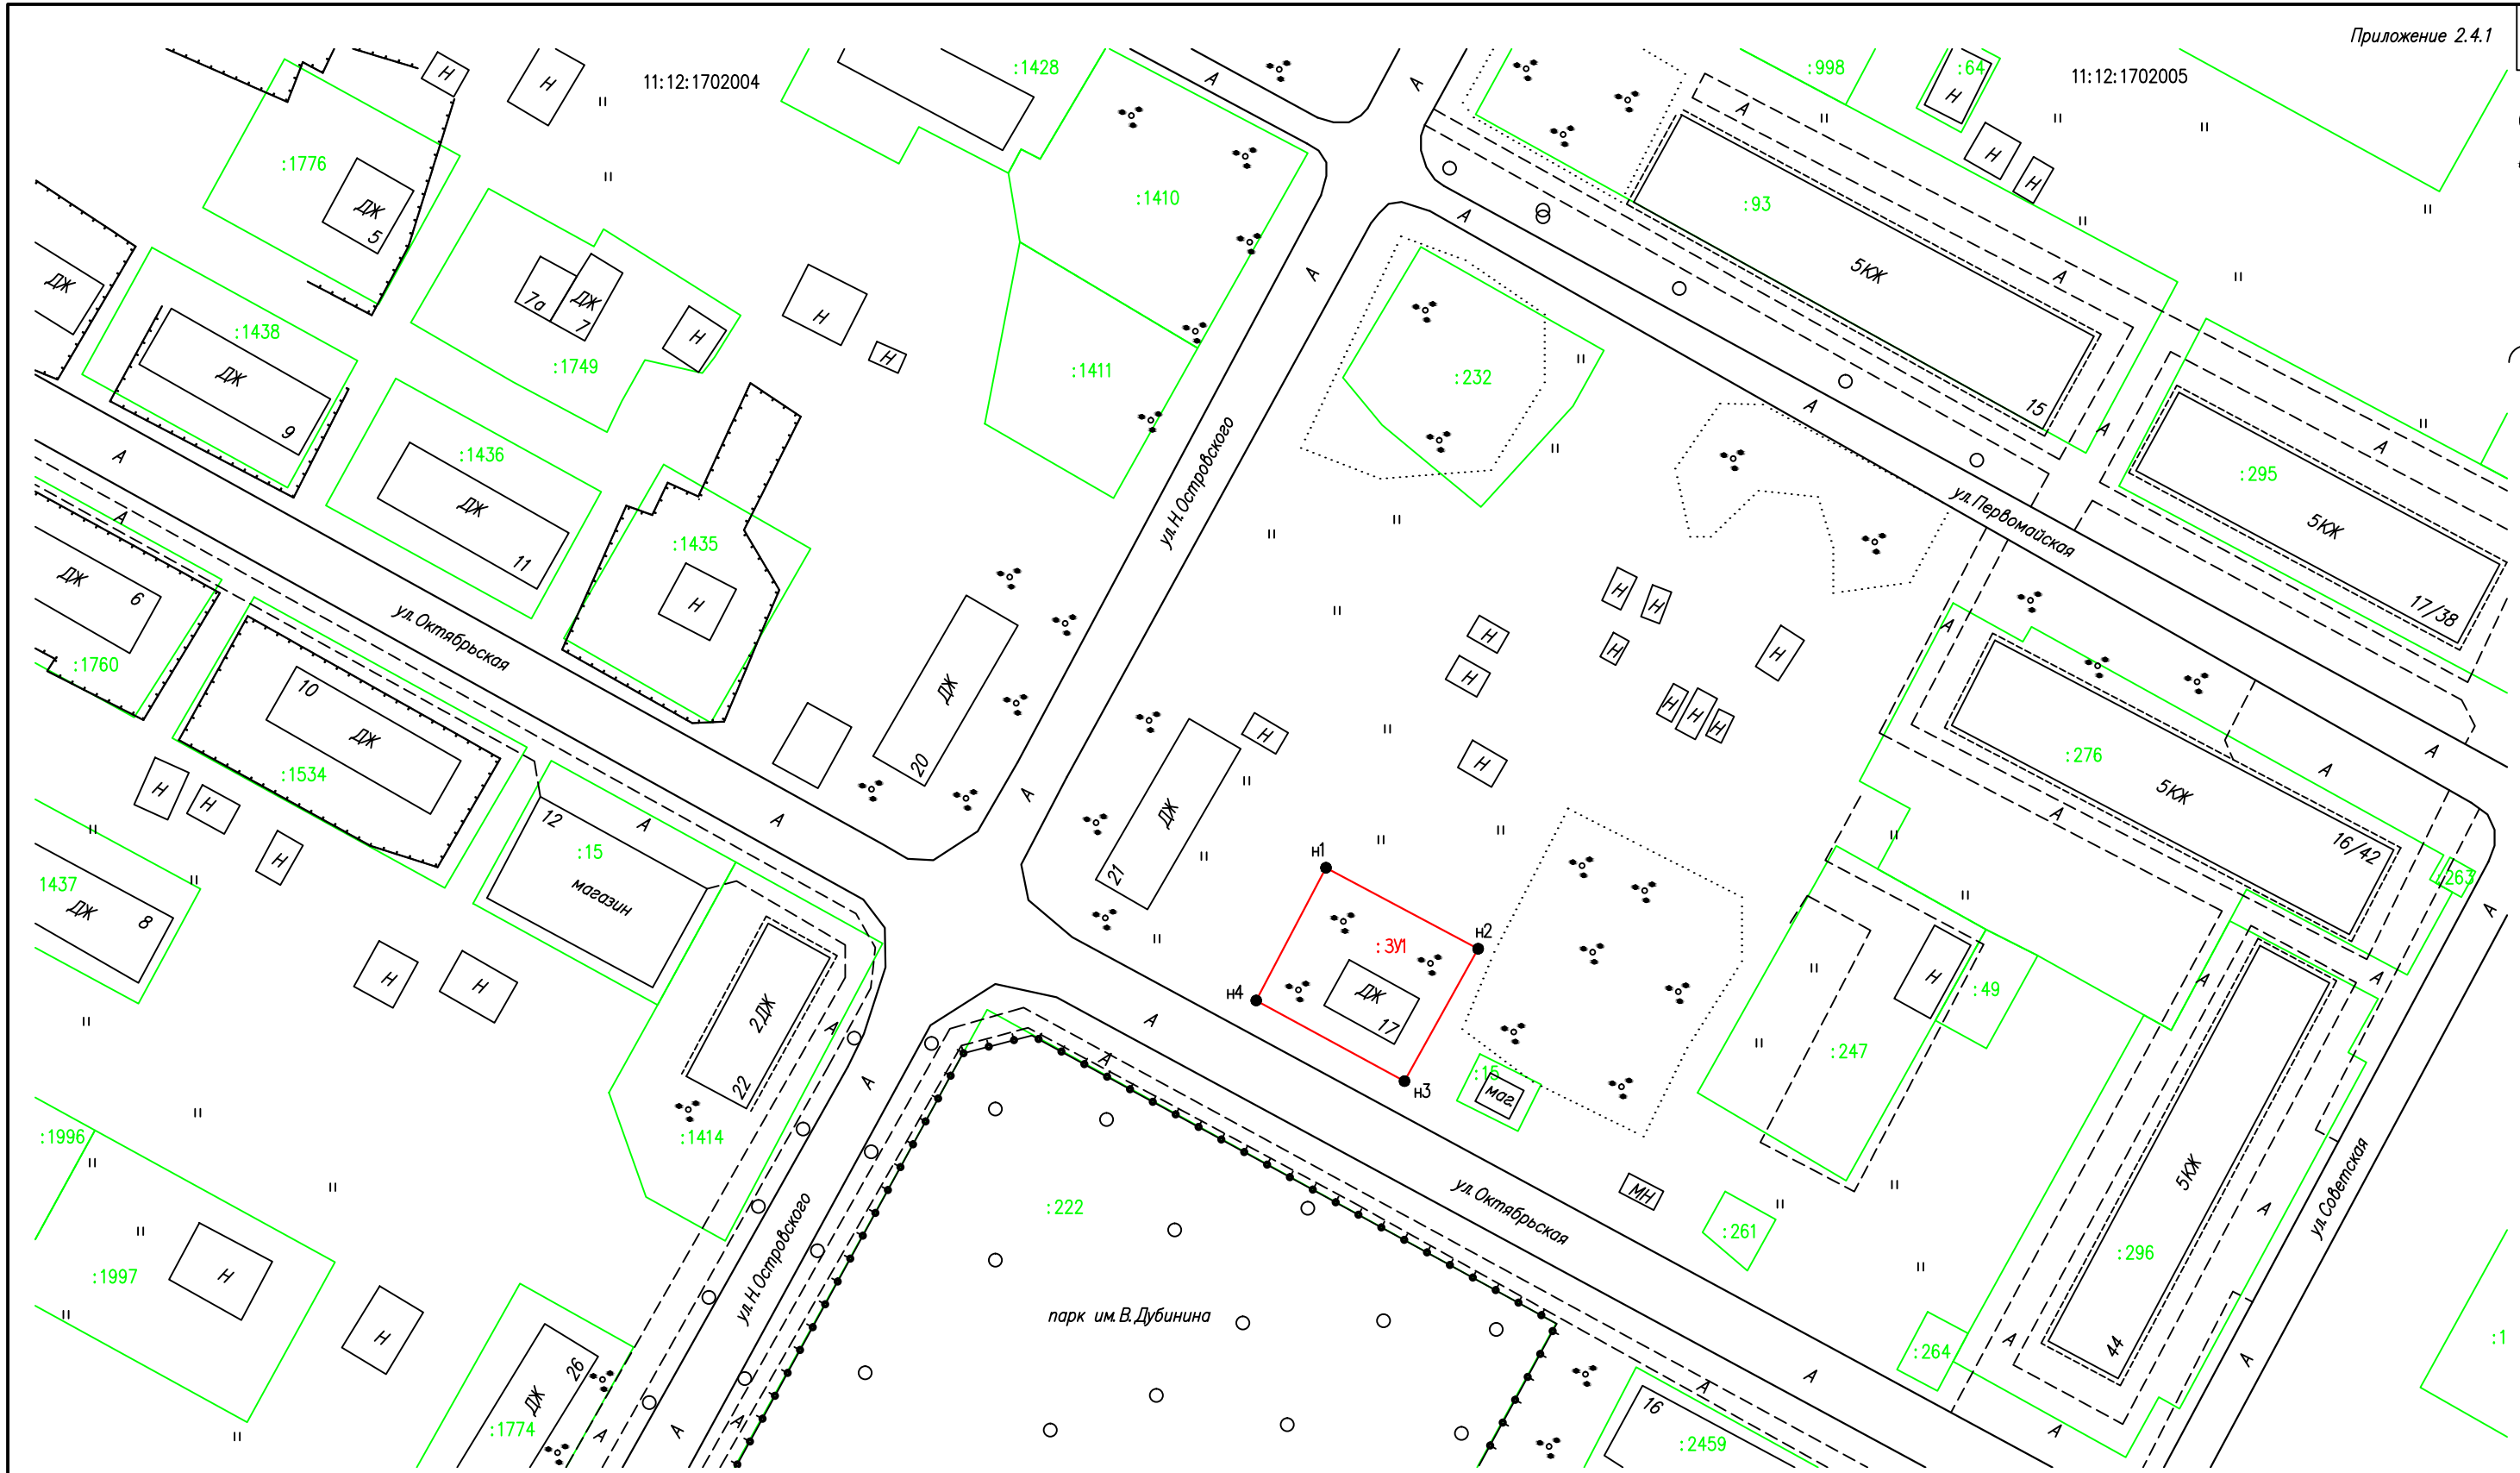 Приложение 2.4.1
:1428
:998
:64
Н
Н
Н
11:12:1702004
11:12:1702005
А
А
А
Н
Н
:1776
ДЖ
5
:1410
:93
А
5КЖ
А
ДЖ
:1438
ДЖ
9
7а
ДЖ
7
Н
:1749
Н
Н
:1411
А
:232
А
15
А
А
:295
5КЖ
17/38
А
:1436
ДЖ
11
ул. Н. Островского
ул. Первомайская
А
ДЖ
6
:1760
:1435
Н
ул. Октябрьская
Н
Н
Н
Н
Н
Н
Н
Н
Н
А
10
ДЖ
:1534
ДЖ
20
Н
Н
:276
5КЖ
16/42
А
А
А
Н
Н
Н
12
:15
магазин
А
А
А
ДЖ
21
1437
ДЖ
8
н1
н2
н3
н4
:ЗУ1
ДЖ
17
263
А
Н
Н
2ДЖ
22
А
А
А
А
Н
:49
:247
А
А
:15
маг.
:1996
:1414
:222
МН
ул. Октябрьская
:261
5КЖ
:296
44
А
ул. Советская
:1997
Н
Н
ул. Н. Островского
парк им. В. Дубинина
:264
А
А
:1
26
ДЖ
:1774
А
А
А
16
:2459
А
А
А